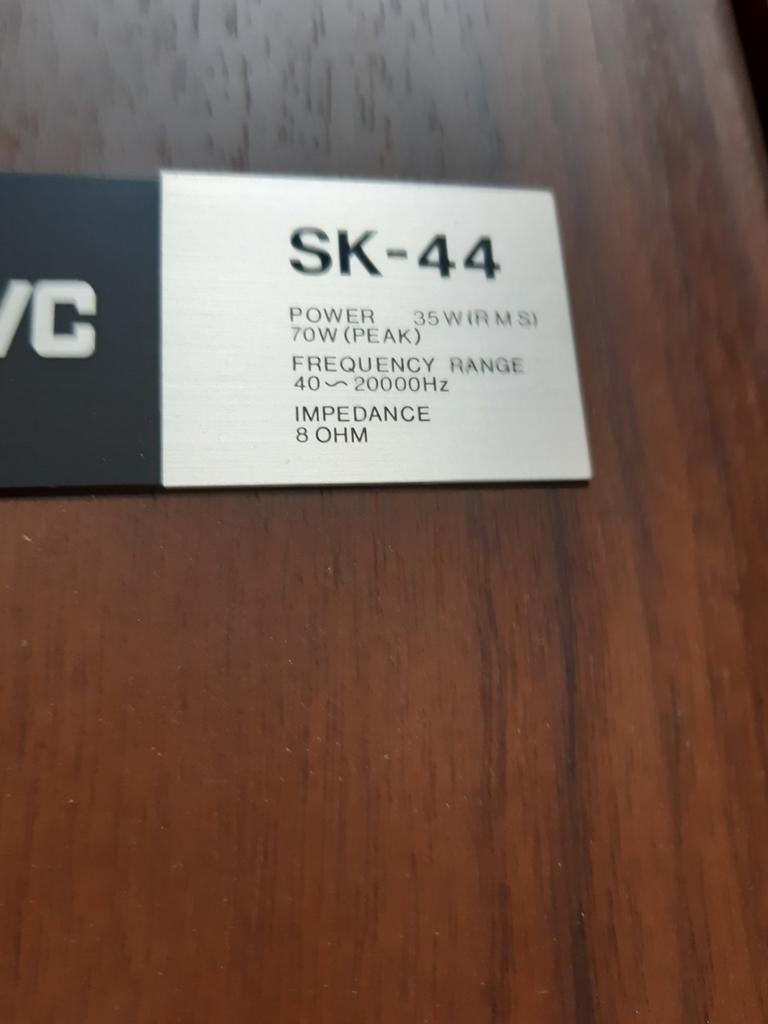 VC
SK-44
POWER 35W(RMS)
70W(PEAK)
FREQUENCY RANGE
40～20000Hz
IMPEDANCE
8 OHM